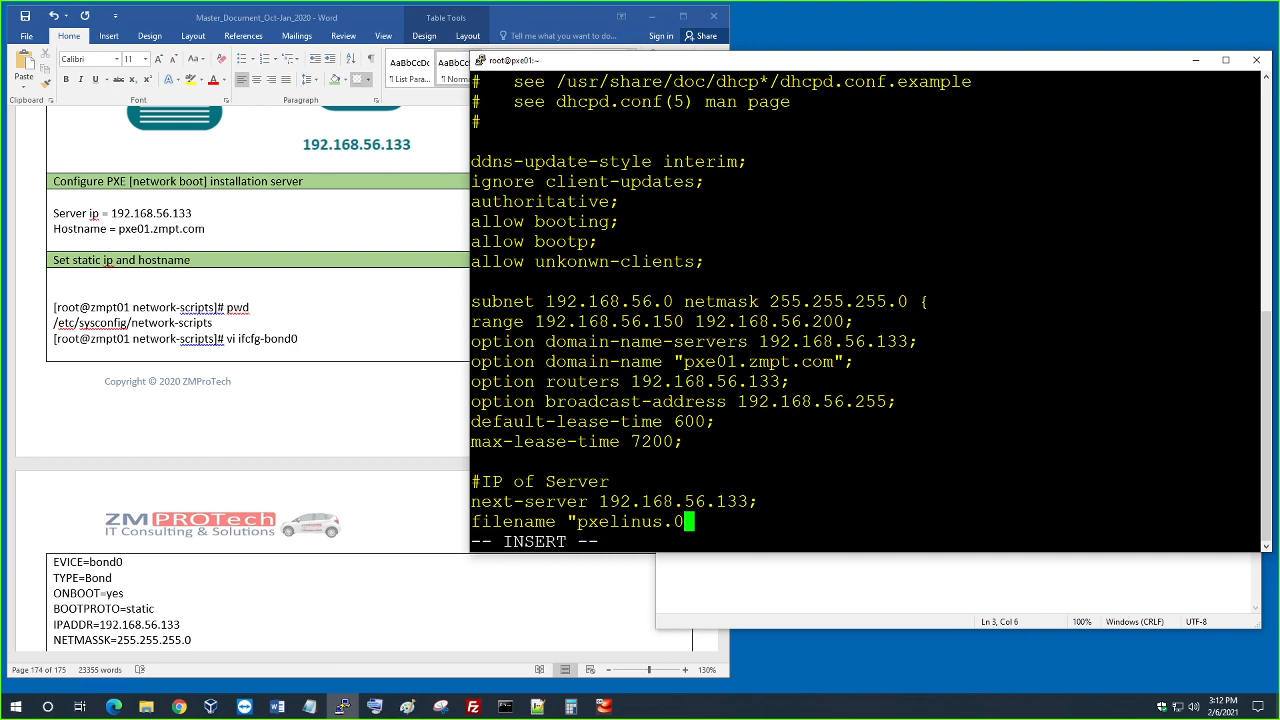 Master_Document_Oct-Jan_2020 - Word
Table Tools
File
Home
Insert
Design
Layout
References
Mailings
Review
View
Design
Layout
Tell me what you want to do...
Sign in
Share
Paste
Calibri
11
AaBbCcDc
AaBbCcDc
¶ List Para...
Clipboard
Font
Paragraph
192.168.56.133
Configure PXE [network boot] installation server
Server ip = 192.168.56.133
Hostname = pxe01.zmpt.com
Set static ip and hostname
[root@zmpt01 network-scripts]# pwd
/etc/sysconfig/network-scripts
[root@zmpt01 network-scripts]# vi ifcfg-bond0
Copyright © 2020 ZMProTech
ZMPROTech
IT Consulting & Solutions
EVICE=bond0
TYPE=Bond
ONBOOT=yes
BOOTPROTO=static
IPADDR=192.168.56.133
NETMASSK=255.255.255.0
Page 174 of 175
23355 words
130%
root@pxe01:~
#   see /usr/share/doc/dhcp*/dhcpd.conf.example
#   see dhcpd.conf(5) man page
#
ddns-update-style interim;
ignore client-updates;
authoritative;
allow booting;
allow bootp;
allow unkonwn-clients;
subnet 192.168.56.0 netmask 255.255.255.0 {
range 192.168.56.150 192.168.56.200;
option domain-name-servers 192.168.56.133;
option domain-name "pxe01.zmpt.com";
option routers 192.168.56.133;
option broadcast-address 192.168.56.255;
default-lease-time 600;
max-lease-time 7200;
#IP of Server
next-server 192.168.56.133;
filename "pxelinus.0
-- INSERT --
Ln 3, Col 6
100%
Windows (CRLF)
UTF-8
3:12 PM
2/6/2021